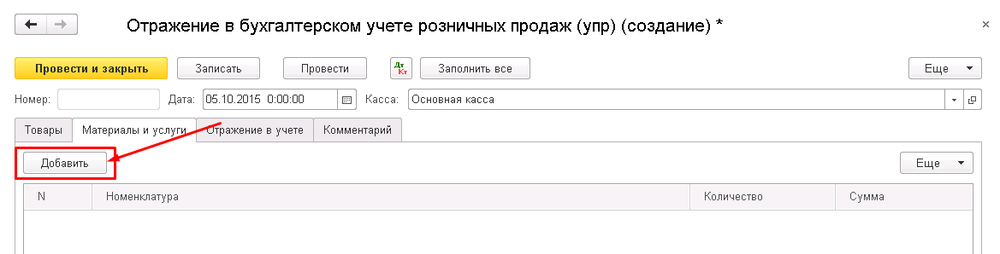 Отражение в бухгалтерском учете розничных продаж (упр) (создание) *
Провести и закрыть Записать Провести Дт Кт Заполнить все Еще
Номер: Дата: 05.10.2015 0:00:00 Касса: Основная касса
Товары Материалы и услуги Отражение в учете Комментарий
Добавить Еще
N Номенклатура Количество Сумма